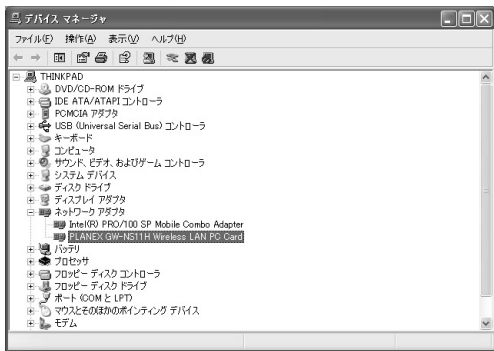 デバイス マネージャ
ファイル(F) 操作(A) 表示(V) ヘルプ(H)
THINKPAD
DVD/CD-ROM ドライブ
IDE ATA/ATAPI コントローラ
PCMCIA アダプタ
USB (Universal Serial Bus) コントローラ
キーボード
コンピュータ
サウンド、ビデオ、およびゲーム コントローラ
システム デバイス
ディスク ドライブ
ディスプレイ アダプタ
ネットワーク アダプタ
Intel(R) PRO/100 SP Mobile Combo Adapter
PLANEX GW-NS11H Wireless LAN PC Card
バッテリ
プロセッサ
フロッピー ディスク コントローラ
フロッピー ディスク ドライブ
ポート (COM と LPT)
マウスとそのほかのポインティング デバイス
モデム